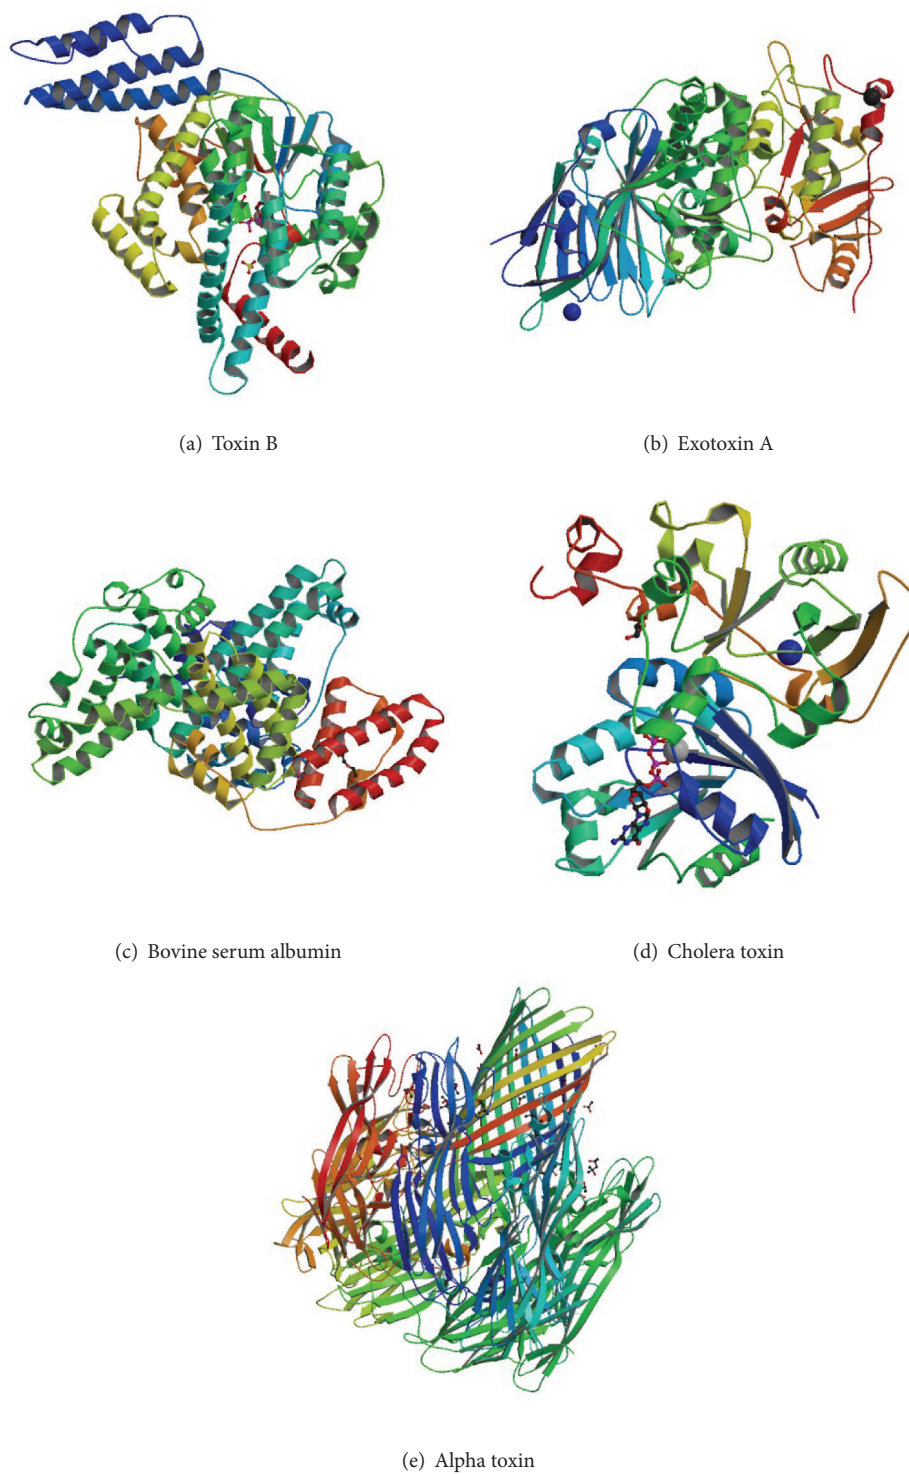 (a) Toxin B
(b) Exotoxin A
(c) Bovine serum albumin
(d) Cholera toxin
(e) Alpha toxin